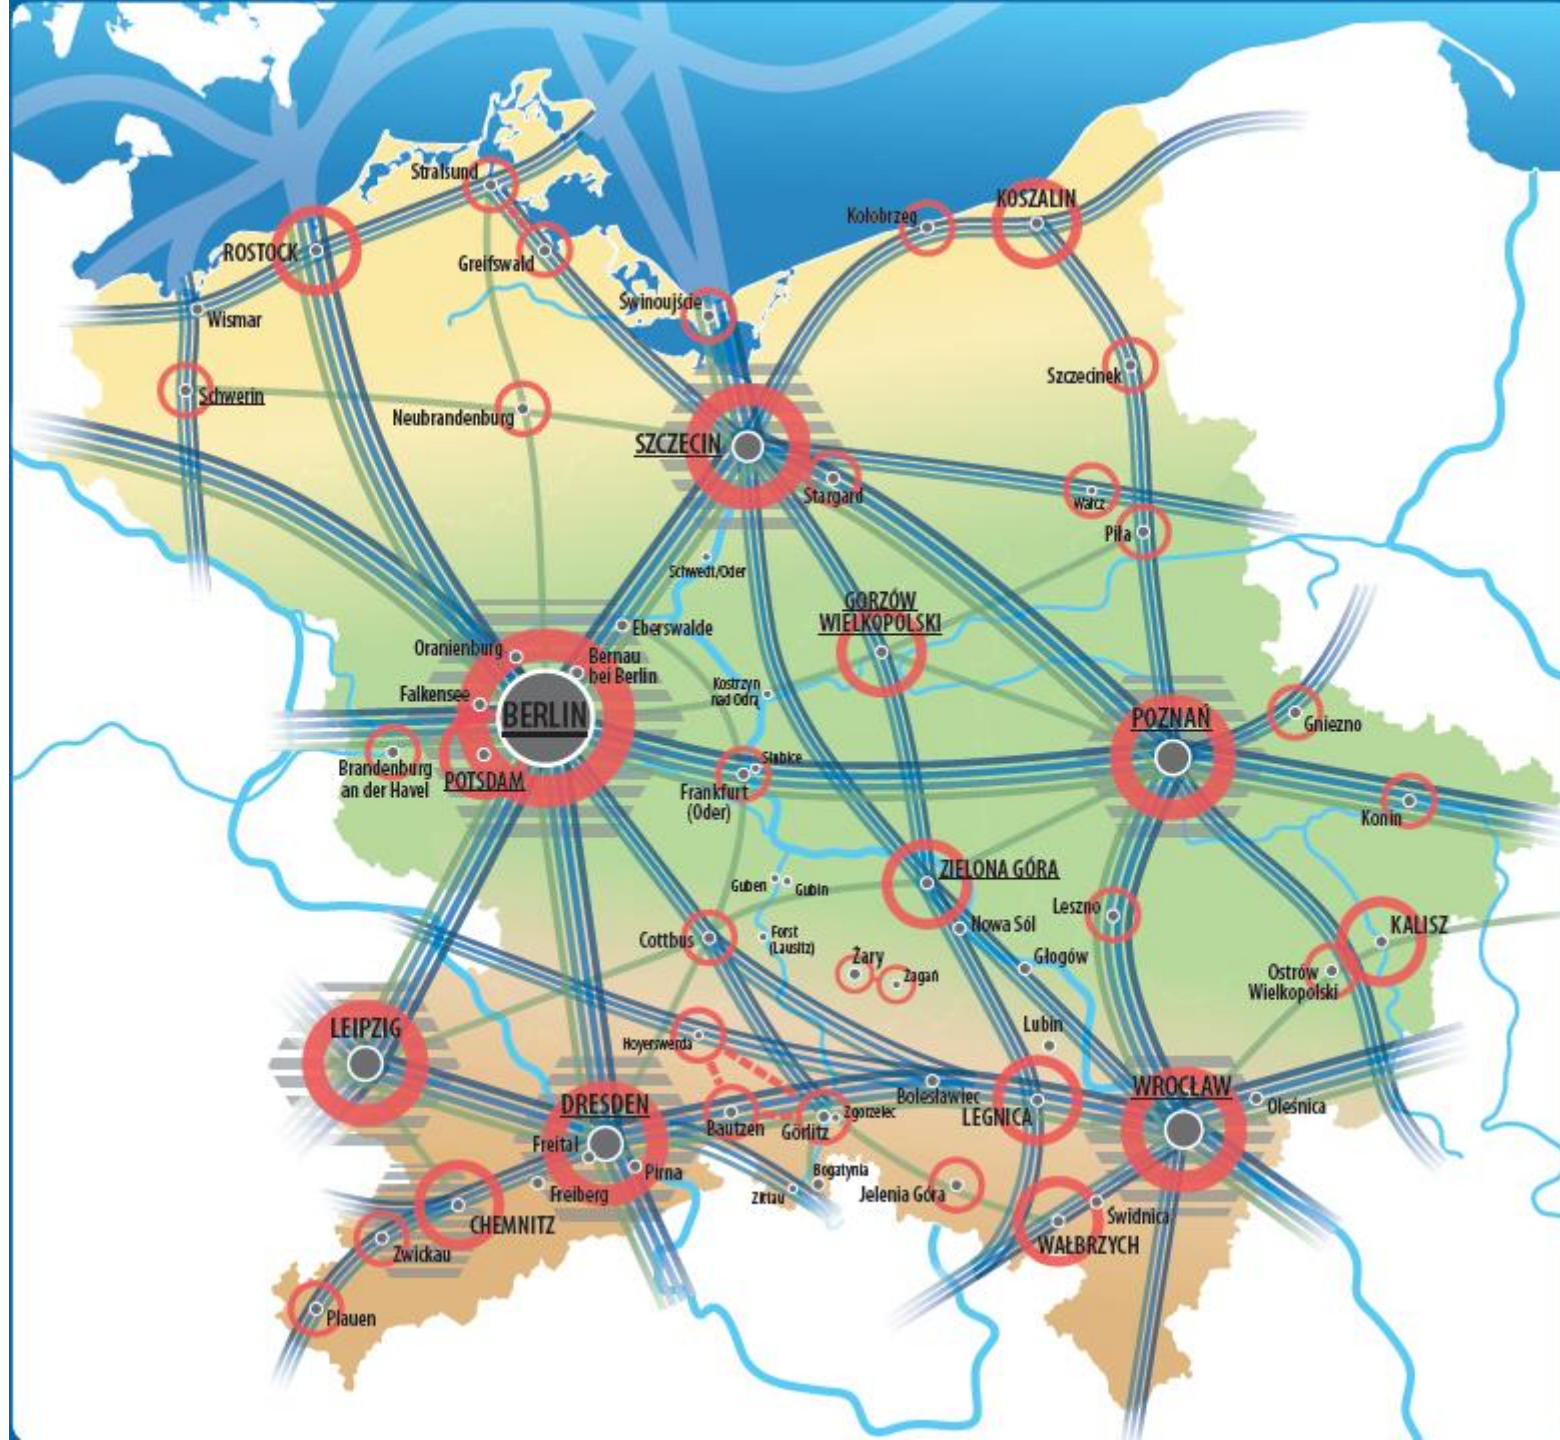 Stralsund
KOSZALIN
Kołobrzeg
ROSTOCK
Greifswald
Świnoujście
Wismar
Szczecinek
Schwerin
Neubrandenburg
SZCZECIN
Stargard
Wałcz
Piła
Schwedt/Oder
GORZÓW
WIELKOPOLSKI
Eberswalde
Oranienburg
Bernau
bei Berlin
Falkensee
Kostrzyn
nad Odrą
BERLIN
POZNAŃ
Gniezno
Słubice
Brandenburg
an der Havel
POTSDAM
Frankfurt
(Oder)
Konin
ZIELONA GÓRA
Guben
Gubin
Leszno
Nowa Sól
KALISZ
Cottbus
Forst
(Lausitz)
Żary
Żagań
Głogów
Ostrów
Wielkopolski
LEIPZIG
Lubin
Hoyerswerda
WROCŁAW
DRESDEN
Bolesławiec
LEGNICA
Oleśnica
Bautzen
Görlitz
Zgorzelec
Freital
Pirna
Bogatynia
Freiberg
Zittau
Jelenia Góra
CHEMNITZ
Świdnica
Zwickau
WAŁBRZYCH
Plauen